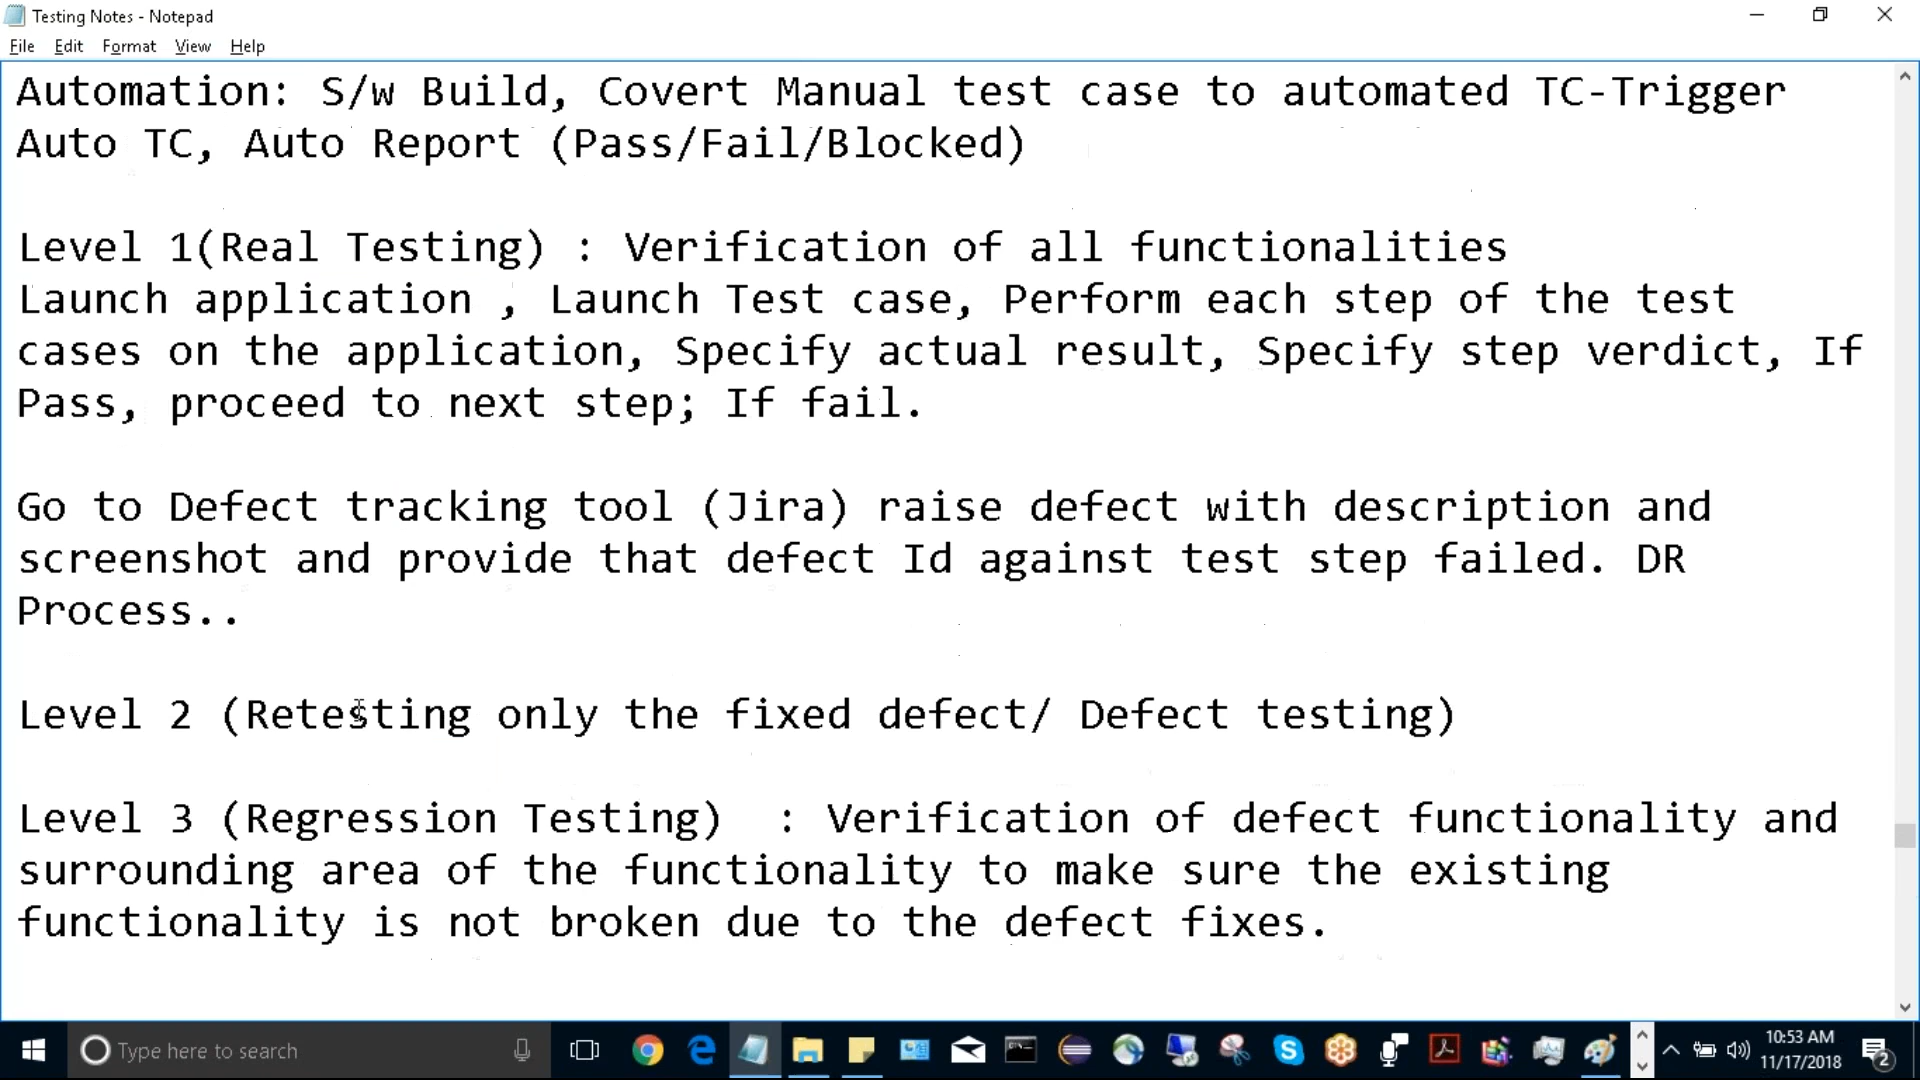 Testing Notes - Notepad
File Edit Format View Help
Automation: S/w Build, Covert Manual test case to automated TC-Trigger
Auto TC, Auto Report (Pass/Fail/Blocked)
Level 1(Real Testing) : Verification of all functionalities
Launch application , Launch Test case, Perform each step of the test
cases on the application, Specify actual result, Specify step verdict, If
Pass, proceed to next step; If fail.
Go to Defect tracking tool (Jira) raise defect with description and
screenshot and provide that defect Id against test step failed. DR
Process..
Level 2 (Retesting only the fixed defect/ Defect testing)
Level 3 (Regression Testing)  : Verification of defect functionality and
surrounding area of the functionality to make sure the existing
functionality is not broken due to the defect fixes.
Type here to search
10:53 AM
11/17/2018
2